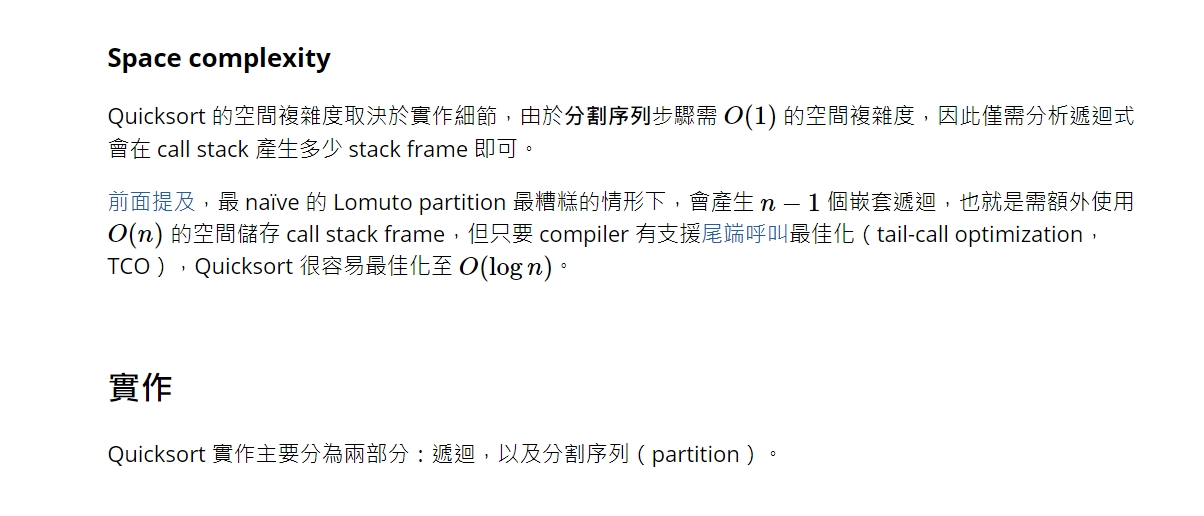 Space complexity
Quicksort 的空間複雜度取決於實作細節，由於分割序列步驟需 O(1) 的空間複雜度，因此僅需分析遞迴式
會在 call stack 產生多少 stack frame 即可。
前面提及，最 naïve 的 Lomuto partition 最糟糕的情形下，會產生 n − 1 個嵌套遞迴，也就是需額外使用
O(n) 的空間儲存 call stack frame，但只要 compiler 有支援尾端呼叫最佳化（tail-call optimization，
TCO），Quicksort 很容易最佳化至 O(log n)。
實作
Quicksort 實作主要分為兩部分：遞迴，以及分割序列（partition）。